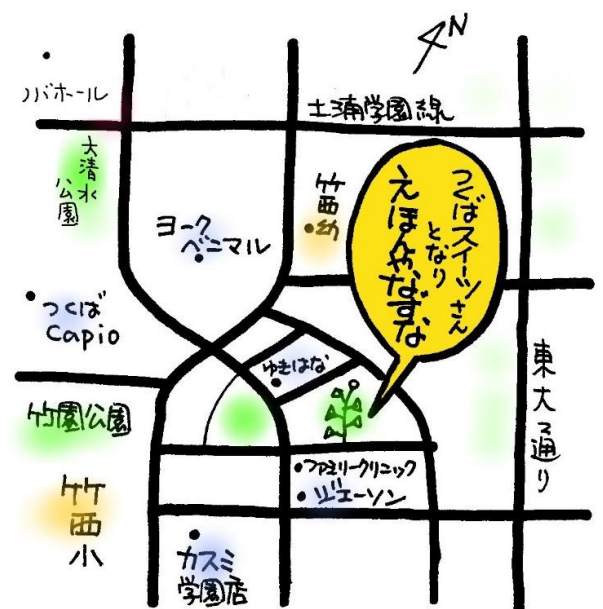 N
ノバホール
土浦学園線
大清水
公園
竹西幼
ヨーク
ベニマル
つくばスイーツさん
となり
えほんやなずな
つくば
Capio
ゆきはな
東大通り
竹園公園
ファミリークリニック
ジェーソン
竹西小
カスミ
学園店